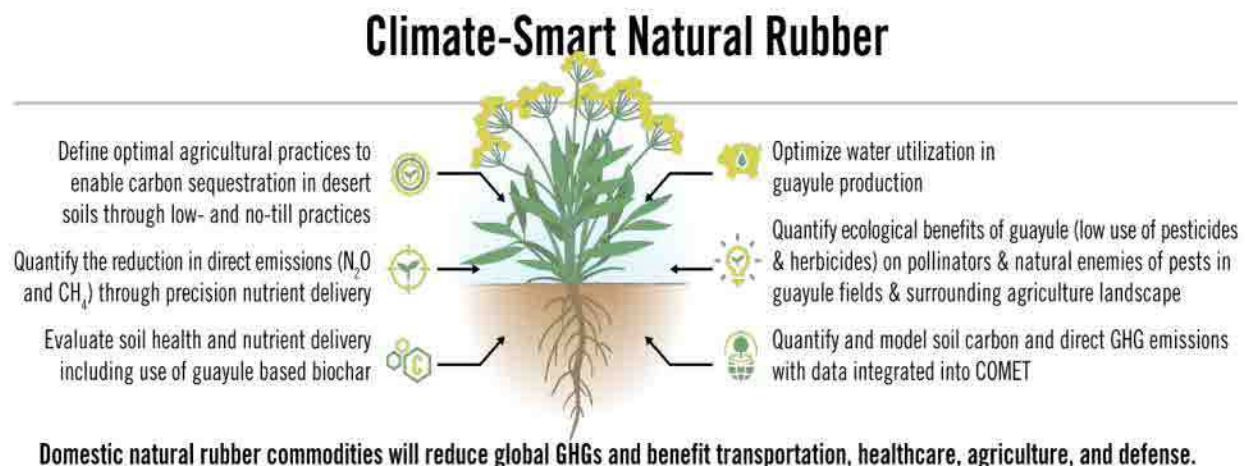 Climate-Smart Natural Rubber
Define optimal agricultural practices to
enable carbon sequestration in desert
soils through low- and no-till practices
Quantify the reduction in direct emissions (N₂O
and CH₄) through precision nutrient delivery
Evaluate soil health and nutrient delivery
including use of guayule based biochar
C
Optimize water utilization in
guayule production
Quantify ecological benefits of guayule (low use of pesticides
& herbicides) on pollinators & natural enemies of pests in
guayule fields & surrounding agriculture landscape
Quantify and model soil carbon and direct GHG emissions
with data integrated into COMET
Domestic natural rubber commodities will reduce global GHGs and benefit transportation, healthcare, agriculture, and defense.